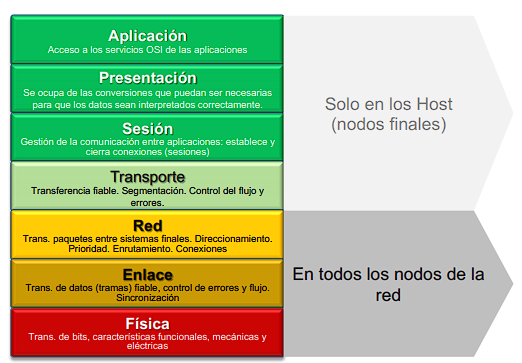 Aplicación
Acceso a los servicios OSI de las aplicaciones
Presentación
Se ocupa de las conversiones que puedan ser necesarias
para que los datos sean interpretados correctamente.
Sesión
Gestión de la comunicación entre aplicaciones: establece y
cierra conexiones (sesiones)
Transporte
Transferencia fiable. Segmentación. Control del flujo y
errores.
Red
Trans. paquetes entre sistemas finales. Direccionamiento.
Prioridad. Enrutamiento. Conexiones
Enlace
Trans. de datos (tramas) fiable, control de errores y flujo.
Sincronización
Física
Trans. de bits, características funcionales, mecánicas y
eléctricas
Solo en los Host
(nodos finales)
En todos los nodos de la
red